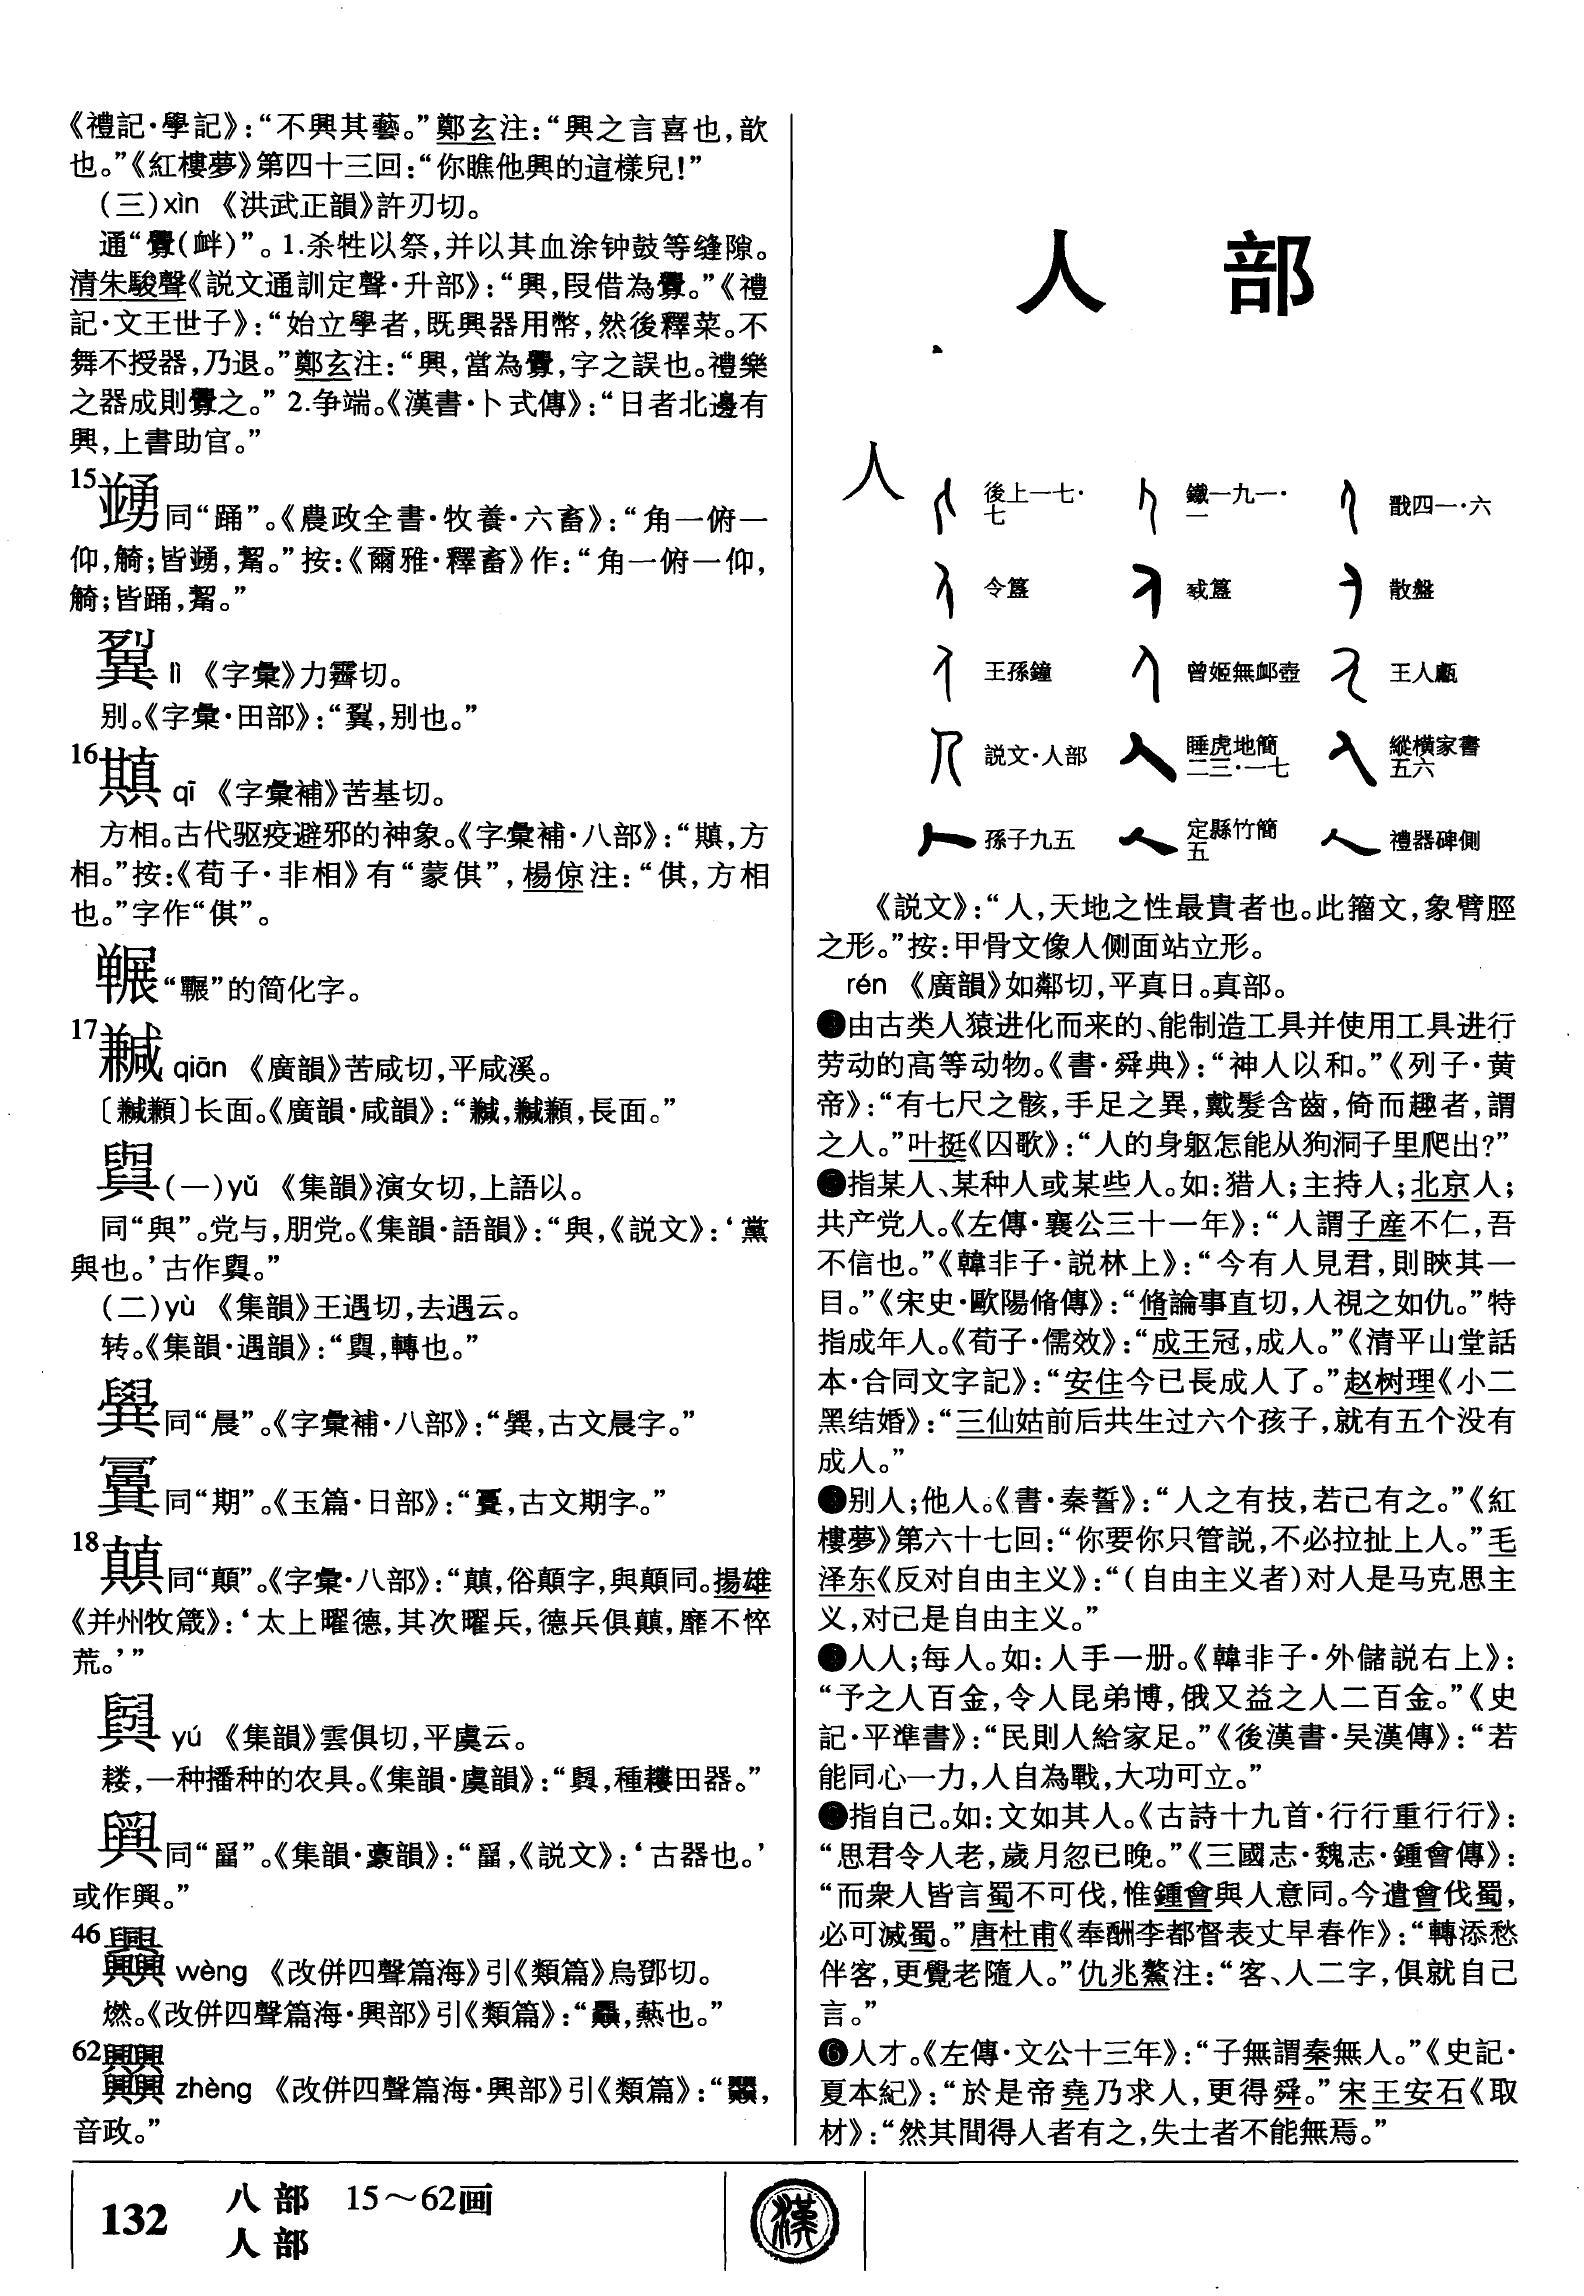 《禮記·學記》：“不興其藝。”鄭玄注：“興之言喜也，歆
也。”《紅樓夢》第四十三回：“你瞧他興的這樣兒！”
（三）xìn 《洪武正韻》許刃切。
通“釁（衅）”。1.杀牲以祭，并以其血涂钟鼓等缝隙。
清朱駿聲《説文通訓定聲·升部》：“興，叚借為釁。”《禮
記·文王世子》：“始立學者，既興器用幣，然後釋菜。不
舞不授器，乃退。”鄭玄注：“興，當為釁，字之誤也。禮樂
之器成則釁之。” 2.争端。《漢書·卜式傳》：“日者北邊有
興，上書助官。”
15
同“踊”。《農政全書·牧養·六畜》：“角一俯一
仰，觭；皆，觢。”按：《爾雅·釋畜》作：“角一俯一仰，
觭；皆踊，觢。”
lì 《字彙》力霽切。
别。《字彙·田部》：“，别也。”
16
qī 《字彙補》苦基切。
方相。古代驱疫避邪的神象。《字彙補·八部》：“，方
相。”按：《荀子·非相》有“蒙倛”，楊倞注：“倛，方相
也。”字作“倛”。
“”的简化字。
17
qiān 《廣韻》苦咸切，平咸溪。
〔〕长面。《廣韻·咸韻》：“，，長面。”
（一）yǔ 《集韻》演女切，上語以。
同“與”。党与，朋党。《集韻·語韻》：“與，《説文》：‘黨
與也。’古作。”
（二）yù 《集韻》王遇切，去遇云。
转。《集韻·遇韻》：“，轉也。”
同“晨”。《字彙補·八部》：“，古文晨字。”
同“期”。《玉篇·日部》：“，古文期字。”
18
同“顛”。《字彙·八部》：“，俗顛字，與顛同。揚雄
《并州牧箴》：‘太上曜德，其次曜兵，德兵俱，靡不悴
荒。’”
yú 《集韻》雲俱切，平虞云。
耧，一种播种的农具。《集韻·虞韻》：“，種耬田器。”
同“”。《集韻·韻》：“，《説文》：‘古器也。’
或作。”
46
wèng 《改併四聲篇海》引《類篇》烏鄧切。
燃。《改併四聲篇海·興部》引《類篇》：“，爇也。”
62
zhèng 《改併四聲篇海·興部》引《類篇》：“，
音政。”
人 部
人
後上一七·七 鐵一九一·一 戩四一·六
令簋 簋 散盤
王孫鐘 曾姬無卹壺 王人甗
説文·人部 睡虎地簡二三·一七 縱横家書五六
孫子九五 定縣竹簡五 禮器碑側
《説文》：“人，天地之性最貴者也。此籀文，象臂脛
之形。”按：甲骨文像人侧面站立形。
rén 《廣韻》如鄰切，平真日。真部。
❶由古类人猿进化而来的、能制造工具并使用工具进行
劳动的高等动物。《書·舜典》：“神人以和。”《列子·黄
帝》：“有七尺之骸，手足之異，戴髮含齒，倚而趣者，謂
之人。”叶挺《囚歌》：“人的身躯怎能从狗洞子里爬出？”
❷指某人、某种人或某些人。如：猎人；主持人；北京人；
共产党人。《左傳·襄公三十一年》：“人謂子産不仁，吾
不信也。”《韓非子·説林上》：“今有人見君，則䀹其一
目。”《宋史·歐陽脩傳》：“脩論事直切，人視之如仇。”特
指成年人。《荀子·儒效》：“成王冠，成人。”《清平山堂話
本·合同文字記》：“安住今已長成人了。”赵树理《小二
黑结婚》：“三仙姑前后共生过六个孩子，就有五个没有
成人。”
❸别人；他人。《書·秦誓》：“人之有技，若己有之。”《紅
樓夢》第六十七回：“你要你只管説，不必拉扯上人。”毛
泽东《反对自由主义》：“（自由主义者）对人是马克思主
义，对己是自由主义。”
❹人人；每人。如：人手一册。《韓非子·外儲説右上》：
“予之人百金，令人昆弟博，俄又益之人二百金。”《史
記·平準書》：“民則人給家足。”《後漢書·吴漢傳》：“若
能同心一力，人自為戰，大功可立。”
❺指自己。如：文如其人。《古詩十九首·行行重行行》：
“思君令人老，歲月忽已晚。”《三國志·魏志·鍾會傳》：
“而衆人皆言蜀不可伐，惟鍾會與人意同。今遣會伐蜀，
必可滅蜀。”唐杜甫《奉酬李都督表丈早春作》：“轉添愁
伴客，更覺老隨人。”仇兆鰲注：“客、人二字，俱就自己
言。”
❻人才。《左傳·文公十三年》：“子無謂秦無人。”《史記·
夏本紀》：“於是帝堯乃求人，更得舜。”宋王安石《取
材》：“然其間得人者有之，失士者不能無焉。”
132 八部 15～62画
人部
漢